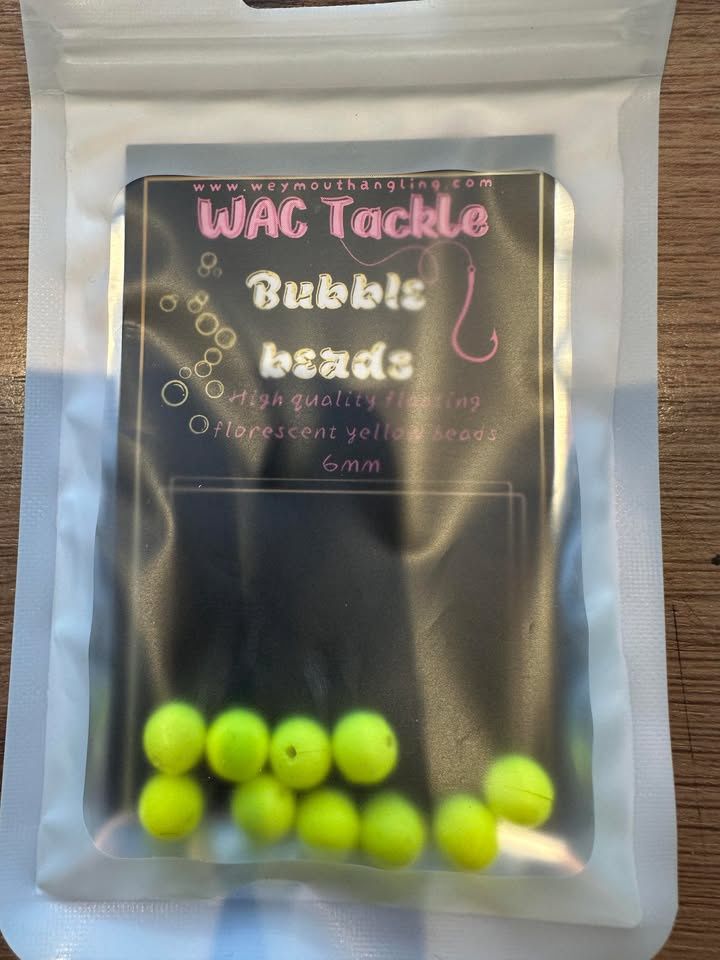 www.weymouthangling.com
WAC Tackle
Bubble
beads
High quality floating
florescent yellow beads
6mm